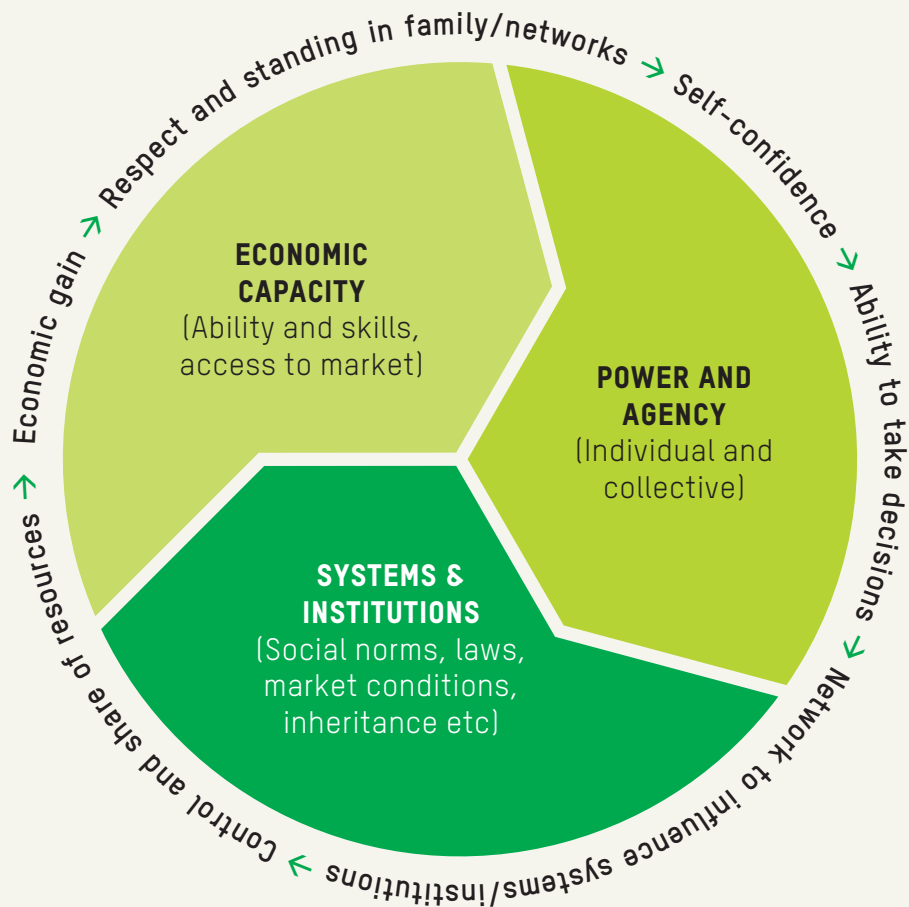 Economic gain → Respect and standing in family/networks → Self-confidence → Ability to take decisions → Network to influence systems/institutions → Control and share of resources →
ECONOMIC
CAPACITY
(Ability and skills,
access to market)
POWER AND
AGENCY
(Individual and
collective)
SYSTEMS &
INSTITUTIONS
(Social norms, laws,
market conditions,
inheritance etc)